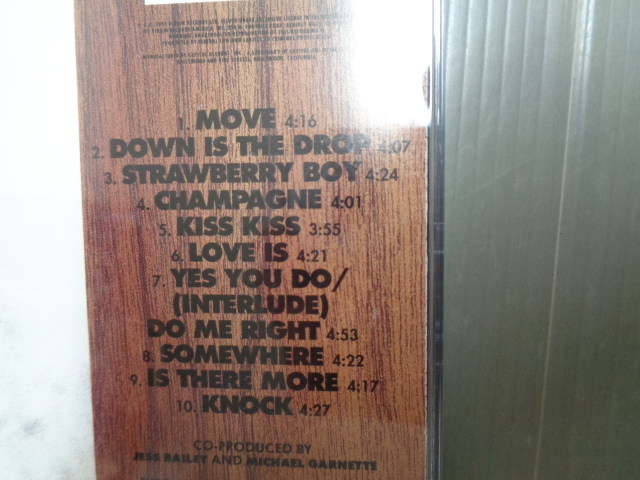 1. MOVE 4:16
2. DOWN IS THE DROP 4:07
3. STRAWBERRY BOY 4:24
4. CHAMPAGNE 4:01
5. KISS KISS 3:55
6. LOVE IS 4:21
7. YES YOU DO/
(INTERLUDE)
DO ME RIGHT 4:53
8. SOMEWHERE 4:22
9. IS THERE MORE 4:17
10. KNOCK 4:27
CO-PRODUCED BY
JESS BAILEY AND MICHAEL GARNETTE